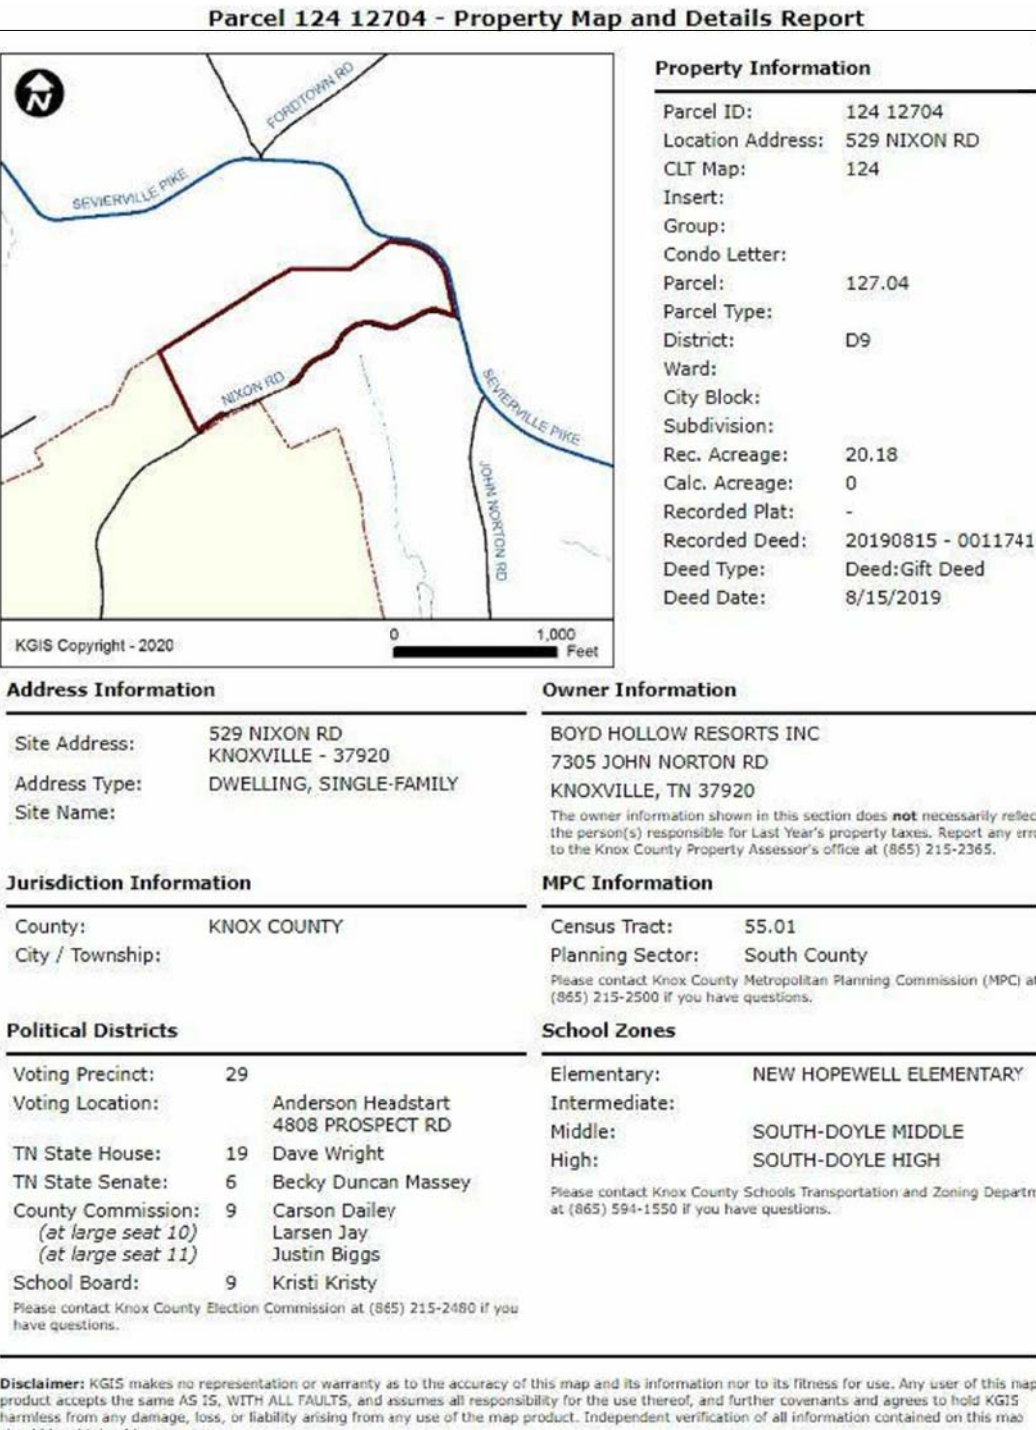 Parcel 124 12704 - Property Map and Details Report
N
FORDTOWN RD
SEVIERVILLE PIKE
NIXON RD
SEVIERVILLE PIKE
JOHN NORTON RD
KGIS Copyright - 2020
0 1,000
Feet
Property Information
Parcel ID: 124 12704
Location Address: 529 NIXON RD
CLT Map: 124
Insert:
Group:
Condo Letter:
Parcel: 127.04
Parcel Type:
District: D9
Ward:
City Block:
Subdivision:
Rec. Acreage: 20.18
Calc. Acreage: 0
Recorded Plat: -
Recorded Deed: 20190815 - 0011741
Deed Type: Deed:Gift Deed
Deed Date: 8/15/2019
Address Information
Site Address: 529 NIXON RD
KNOXVILLE - 37920
Address Type: DWELLING, SINGLE-FAMILY
Site Name:
Owner Information
BOYD HOLLOW RESORTS INC
7305 JOHN NORTON RD
KNOXVILLE, TN 37920
The owner information shown in this section does not necessarily reflec
the person(s) responsible for Last Year's property taxes. Report any erro
to the Knox County Property Assessor's office at (865) 215-2365.
Jurisdiction Information
County: KNOX COUNTY
City / Township:
MPC Information
Census Tract: 55.01
Planning Sector: South County
Please contact Knox County Metropolitan Planning Commission (MPC) at
(865) 215-2500 if you have questions.
Political Districts
Voting Precinct: 29
Voting Location: Anderson Headstart
4808 PROSPECT RD
TN State House: 19 Dave Wright
TN State Senate: 6 Becky Duncan Massey
County Commission: 9 Carson Dailey
(at large seat 10) Larsen Jay
(at large seat 11) Justin Biggs
School Board: 9 Kristi Kristy
Please contact Knox County Election Commission at (865) 215-2480 if you
have questions.
School Zones
Elementary: NEW HOPEWELL ELEMENTARY
Intermediate:
Middle: SOUTH-DOYLE MIDDLE
High: SOUTH-DOYLE HIGH
Please contact Knox County Schools Transportation and Zoning Departm
at (865) 594-1550 if you have questions.
Disclaimer: KGIS makes no representation or warranty as to the accuracy of this map and its information nor to its fitness for use. Any user of this map
product accepts the same AS IS, WITH ALL FAULTS, and assumes all responsibility for the use thereof, and further covenants and agrees to hold KGIS
harmless from any damage, loss, or liability arising from any use of the map product. Independent verification of all information contained on this map